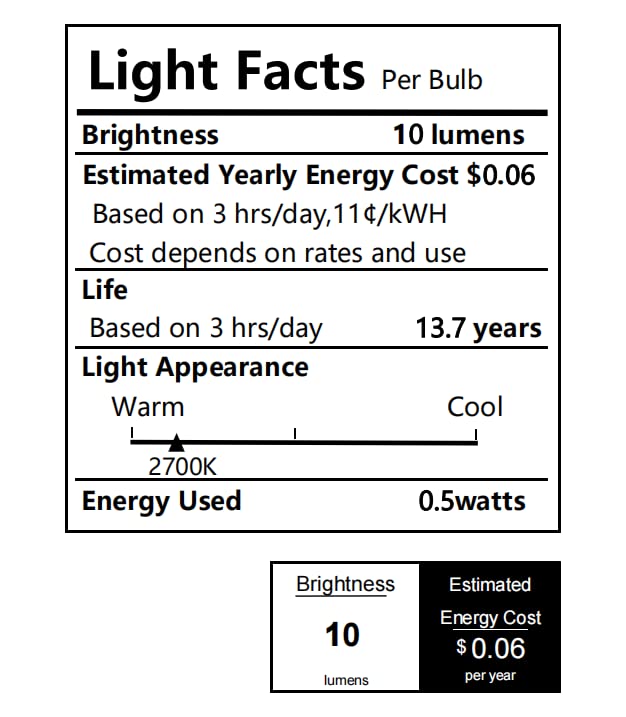 Light Facts Per Bulb
Brightness 10 lumens
Estimated Yearly Energy Cost $0.06
Based on 3 hrs/day,11¢/kWH
Cost depends on rates and use
Life
Based on 3 hrs/day 13.7 years
Light Appearance
Warm Cool
2700K
Energy Used 0.5watts
Brightness
10
lumens
Estimated
Energy Cost
$0.06
per year